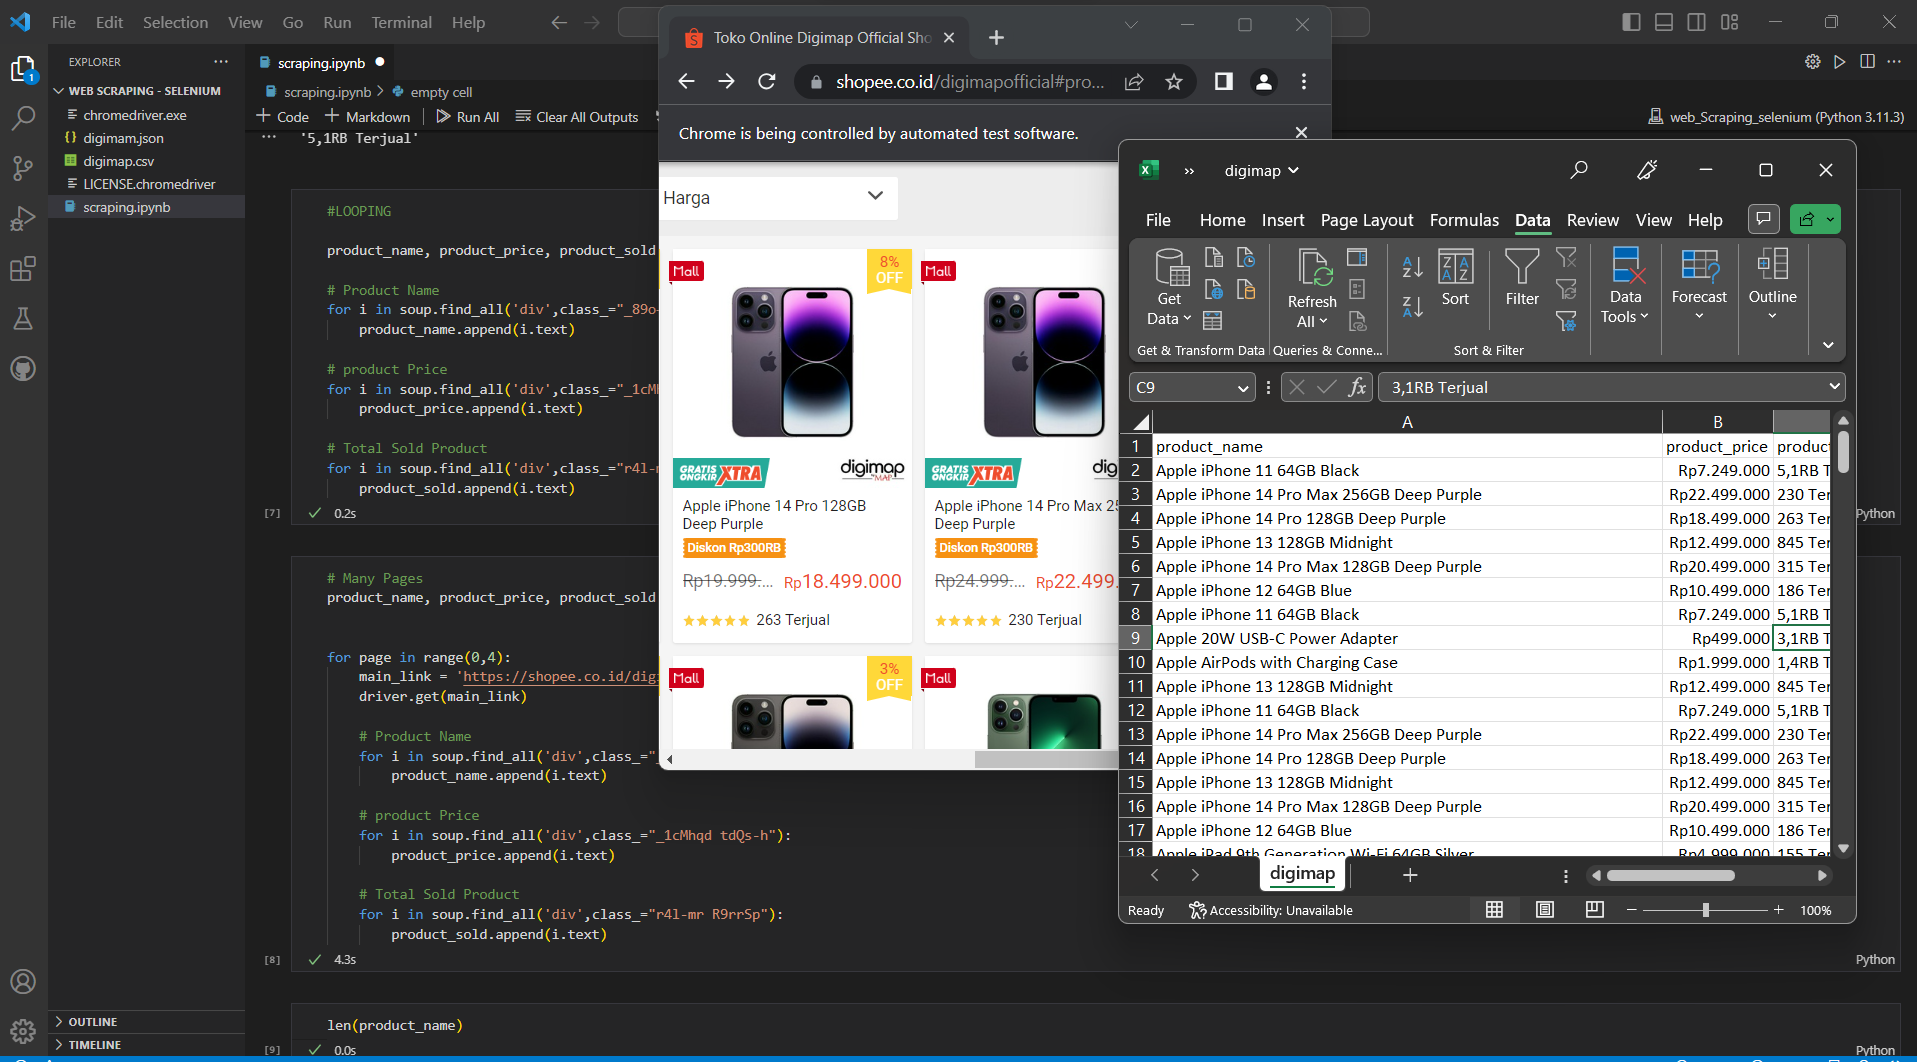 File Edit Selection View Go Run Terminal Help
EXPLORER
WEB SCRAPING - SELENIUM
chromedriver.exe
digimam.json
digimap.csv
LICENSE.chromedriver
scraping.ipynb
OUTLINE
TIMELINE
1
scraping.ipynb
scraping.ipynb > empty cell
+ Code + Markdown Run All Clear All Outputs
web_Scraping_selenium (Python 3.11.3)
'5,1RB Terjual'
#LOOPING
product_name, product_price, product_sold
# Product Name
for i in soup.find_all('div',class_="_89o-
product_name.append(i.text)
# product Price
for i in soup.find_all('div',class_="_1cMh
product_price.append(i.text)
# Total Sold Product
for i in soup.find_all('div',class_="r4l-m
product_sold.append(i.text)
[7] 0.2s
Python
# Many Pages
product_name, product_price, product_sold
for page in range(0,4):
main_link = 'https://shopee.co.id/dig
driver.get(main_link)
# Product Name
for i in soup.find_all('div',class_="_
product_name.append(i.text)
# product Price
for i in soup.find_all('div',class_="_1cMhqd tdQs-h"):
product_price.append(i.text)
# Total Sold Product
for i in soup.find_all('div',class_="r4l-mr R9rrSp"):
product_sold.append(i.text)
[8] 4.3s
Python
len(product_name)
[9] 0.0s
Python
Toko Online Digimap Official Sho
shopee.co.id/digimapofficial#pro...
Chrome is being controlled by automated test software.
Harga
Mall
8%
OFF
GRATIS ONGKIR XTRA
digimap
by MAP
Apple iPhone 14 Pro 128GB
Deep Purple
Diskon Rp300RB
Rp19.999.... Rp18.499.000
263 Terjual
Mall
GRATIS ONGKIR XTRA
dig
Apple iPhone 14 Pro Max 25
Deep Purple
Diskon Rp300RB
Rp24.999.... Rp22.499.
230 Terjual
Mall
3%
OFF
Mall
digimap
File Home Insert Page Layout Formulas Data Review View Help
Get
Data
Refresh
All
Sort
Filter
Data
Tools
Forecast
Outline
Get & Transform Data
Queries & Conne...
Sort & Filter
C9
fx
3,1RB Terjual
A B
1 product_name product_price produc
2 Apple iPhone 11 64GB Black Rp7.249.000 5,1RB T
3 Apple iPhone 14 Pro Max 256GB Deep Purple Rp22.499.000 230 Ter
4 Apple iPhone 14 Pro 128GB Deep Purple Rp18.499.000 263 Ter
5 Apple iPhone 13 128GB Midnight Rp12.499.000 845 Ter
6 Apple iPhone 14 Pro Max 128GB Deep Purple Rp20.499.000 315 Ter
7 Apple iPhone 12 64GB Blue Rp10.499.000 186 Ter
8 Apple iPhone 11 64GB Black Rp7.249.000 5,1RB T
9 Apple 20W USB-C Power Adapter Rp499.000 3,1RB T
10 Apple AirPods with Charging Case Rp1.999.000 1,4RB T
11 Apple iPhone 13 128GB Midnight Rp12.499.000 845 Ter
12 Apple iPhone 11 64GB Black Rp7.249.000 5,1RB T
13 Apple iPhone 14 Pro Max 256GB Deep Purple Rp22.499.000 230 Ter
14 Apple iPhone 14 Pro 128GB Deep Purple Rp18.499.000 263 Ter
15 Apple iPhone 13 128GB Midnight Rp12.499.000 845 Ter
16 Apple iPhone 14 Pro Max 128GB Deep Purple Rp20.499.000 315 Ter
17 Apple iPhone 12 64GB Blue Rp10.499.000 186 Ter
18 Apple iPad 9th Generation Wi-Fi 64GB Silver Rp4.999.000 155 Ter
digimap
Ready Accessibility: Unavailable 100%